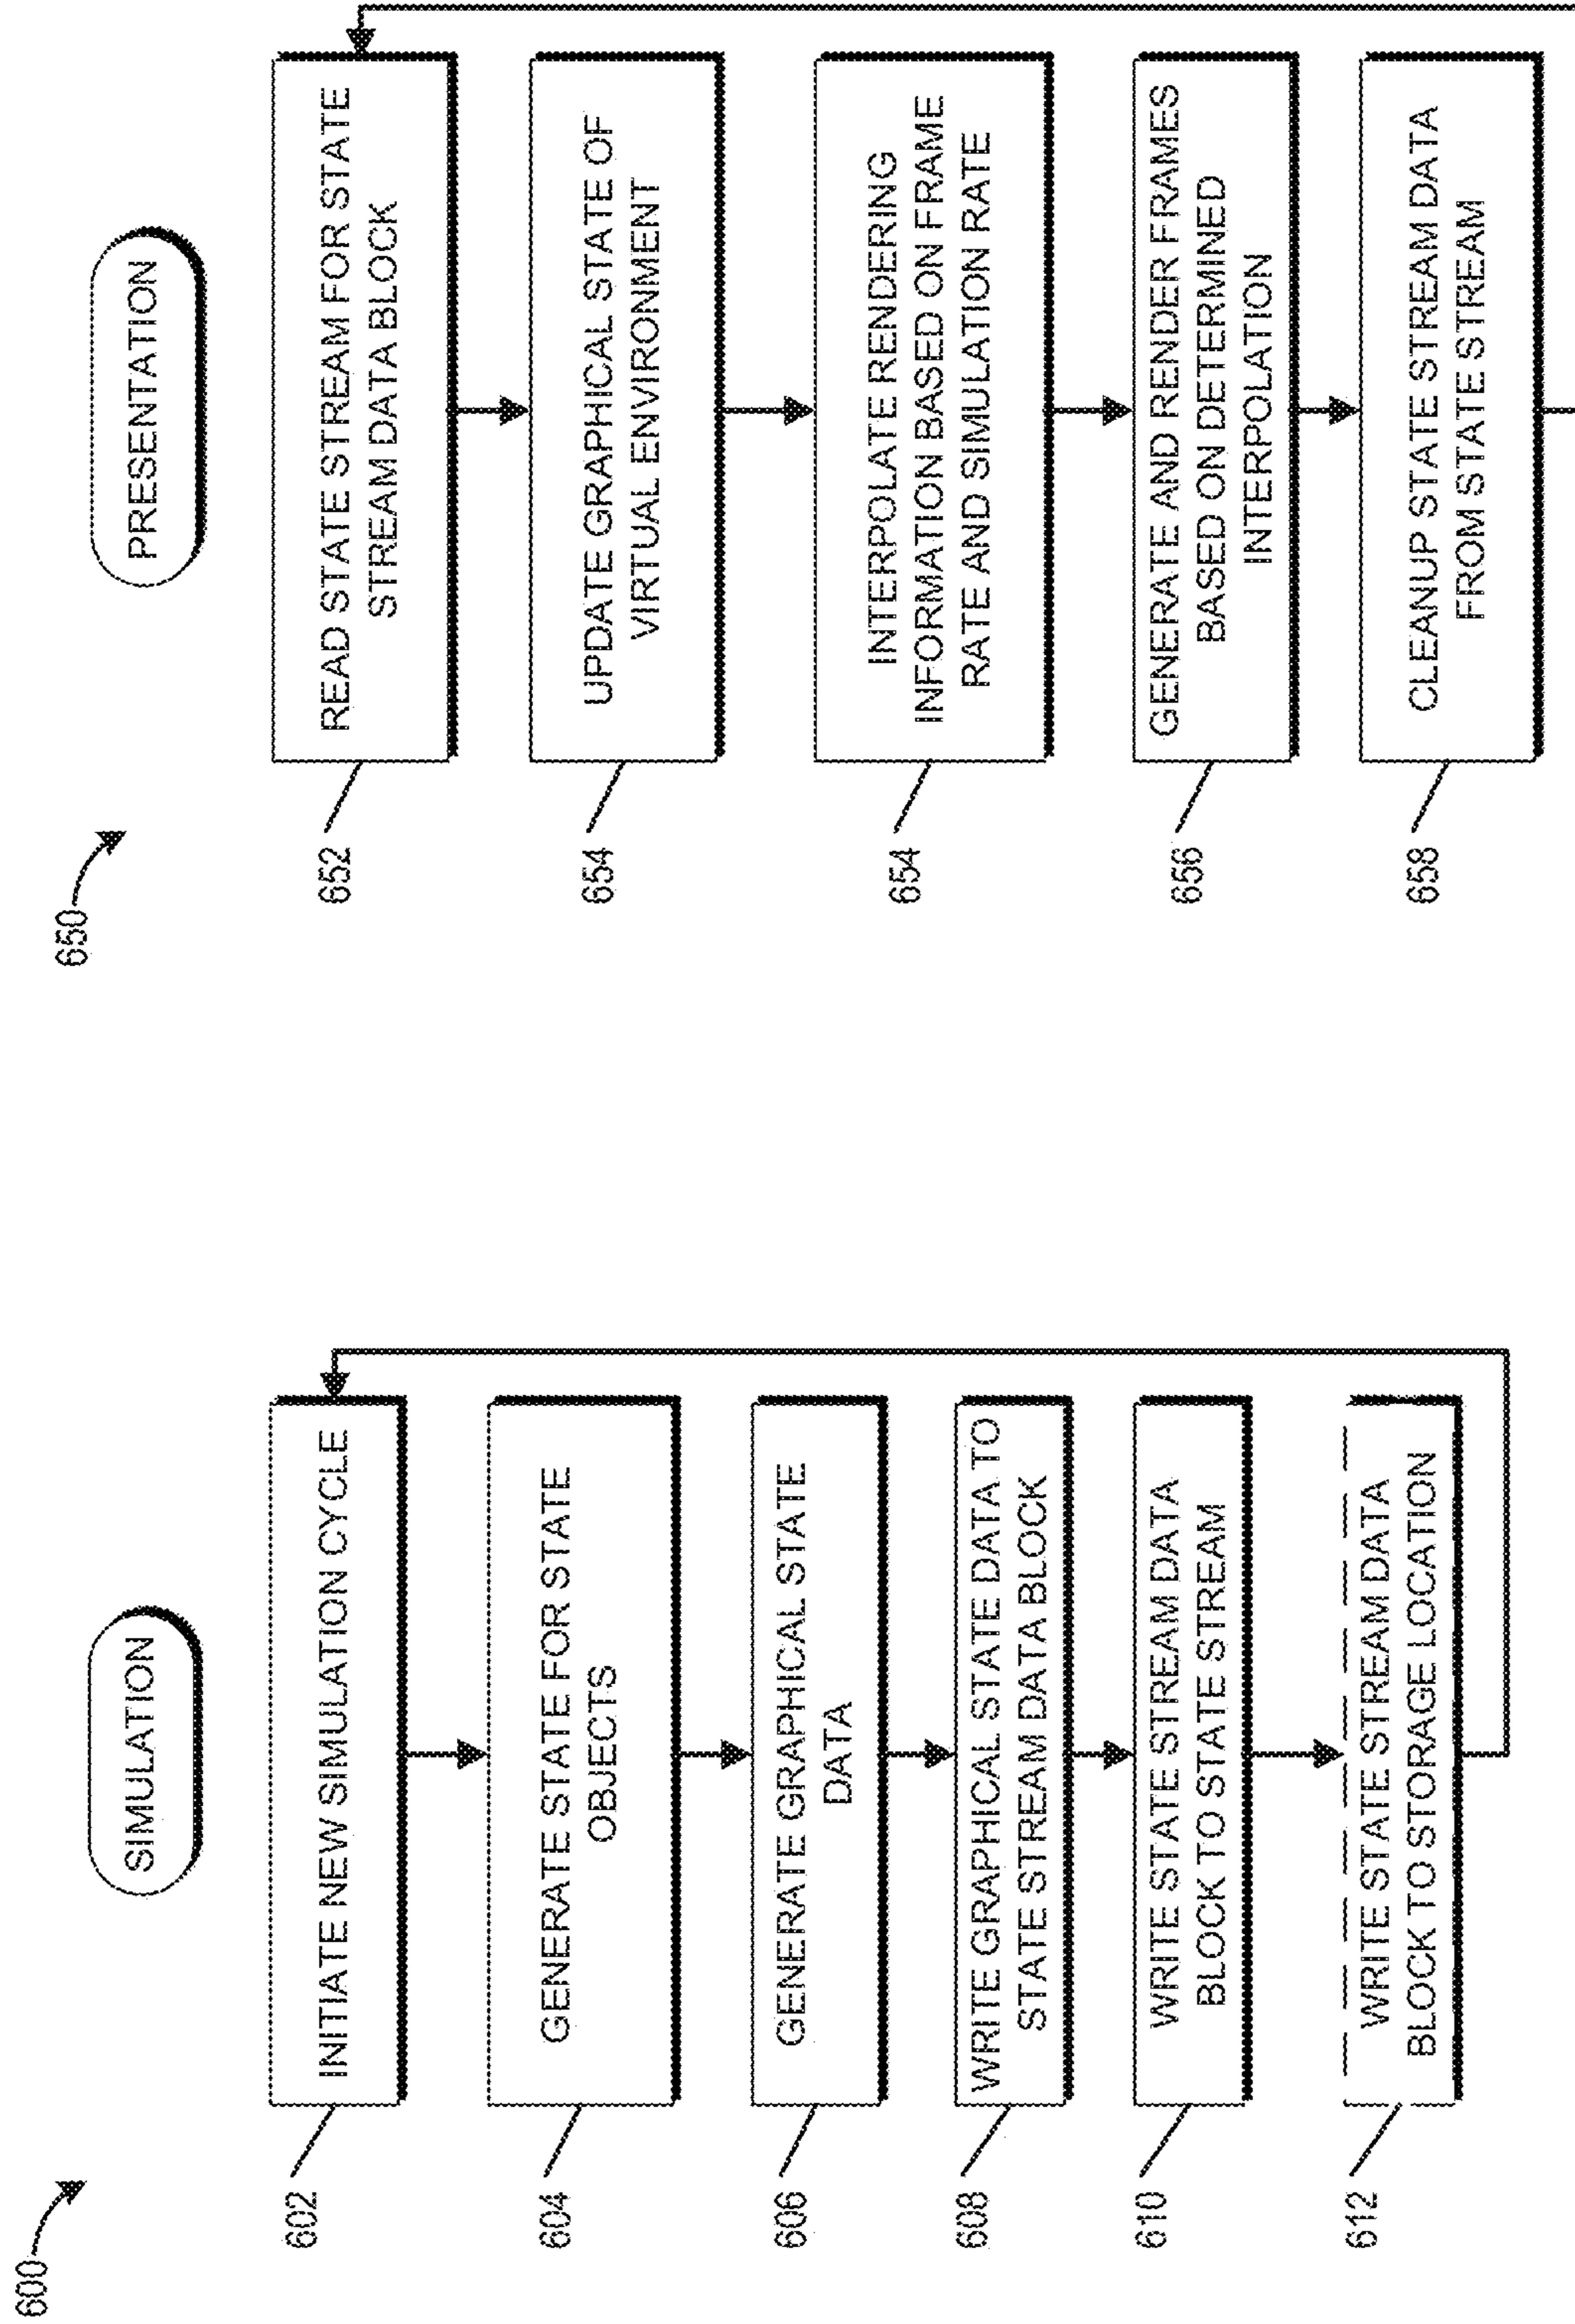 600
SIMULATION
602
INITIATE NEW SIMULATION CYCLE
604
GENERATE STATE FOR STATE
OBJECTS
606
GENERATE GRAPHICAL STATE
DATA
608
WRITE GRAPHICAL STATE DATA TO
STATE STREAM DATA BLOCK
610
WRITE STATE STREAM DATA
BLOCK TO STATE STREAM
612
WRITE STATE STREAM DATA
BLOCK TO STORAGE LOCATION
650
PRESENTATION
652
READ STATE STREAM FOR STATE
STREAM DATA BLOCK
654
UPDATE GRAPHICAL STATE OF
VIRTUAL ENVIRONMENT
654
INTERPOLATE RENDERING
INFORMATION BASED ON FRAME
RATE AND SIMULATION RATE
656
GENERATE AND RENDER FRAMES
BASED ON DETERMINED
INTERPOLATION
658
CLEANUP STATE STREAM DATA
FROM STATE STREAM